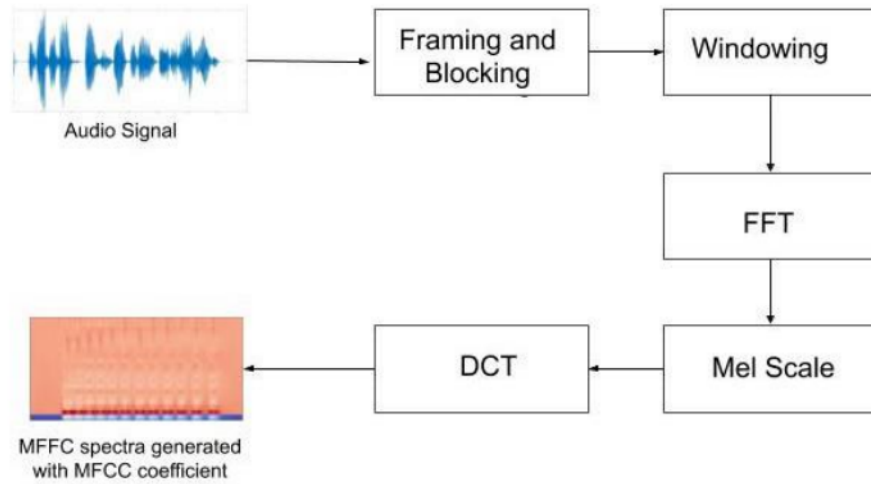 Audio Signal
Framing and
Blocking
Windowing
FFT
Mel Scale
DCT
MFFC spectra generated
with MFCC coefficient